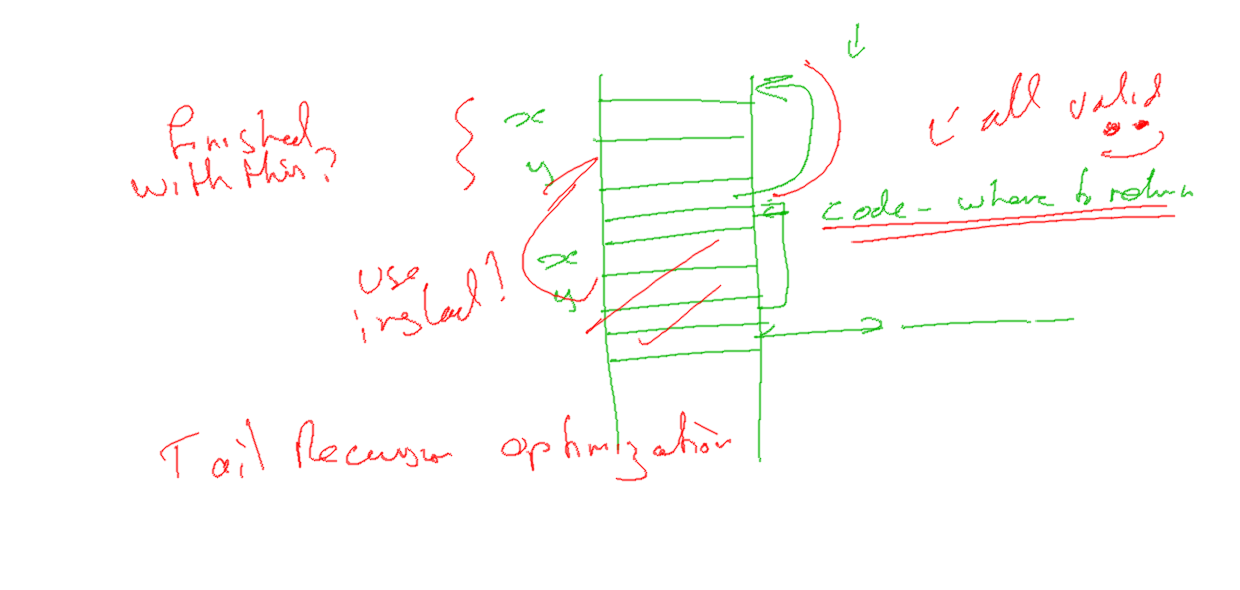 x
y
Finished
with this?
all valid
code - where to return
x
y
use
instead?
Tail Recursion optimization